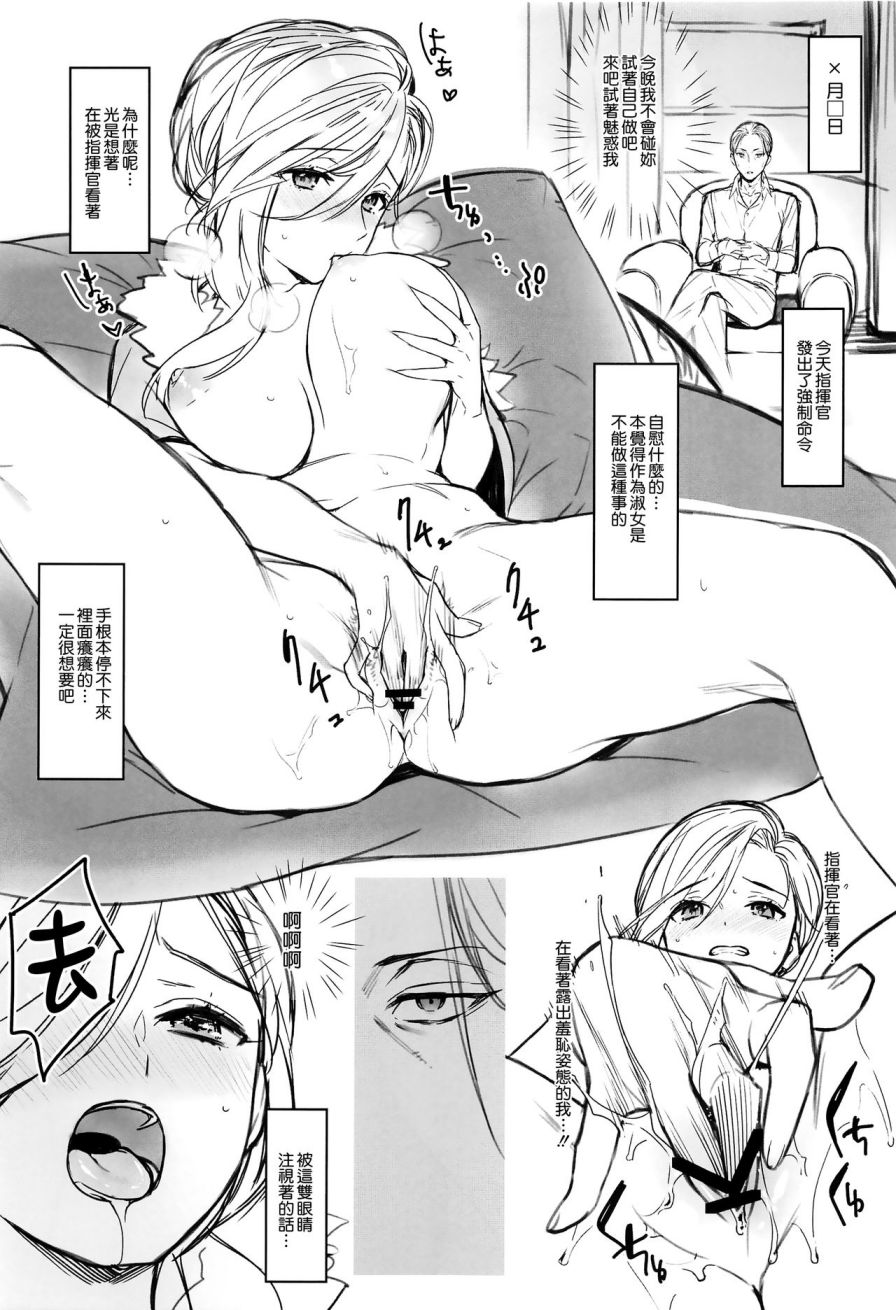 ×月□日
今晚我不會碰妳
試著自己做吧
來吧試著魅惑我
今天指揮官
發出了強制命令
はぁ♡
為什麼呢…
光是想著
在被指揮官看著
ちゅっ…
ぷ
はぁ♡
自慰什麼的…
本覺得作為淑女是
不能做這種事的
クチュ
クチュ
クチュ
手根本停不下來
裡面癢癢的…
一定很想要吧
指揮官在看著…
在看著露出羞恥姿態的我…!!
くちゅ
くちゅ
啊啊啊
被這雙眼睛
注視著的話…
去